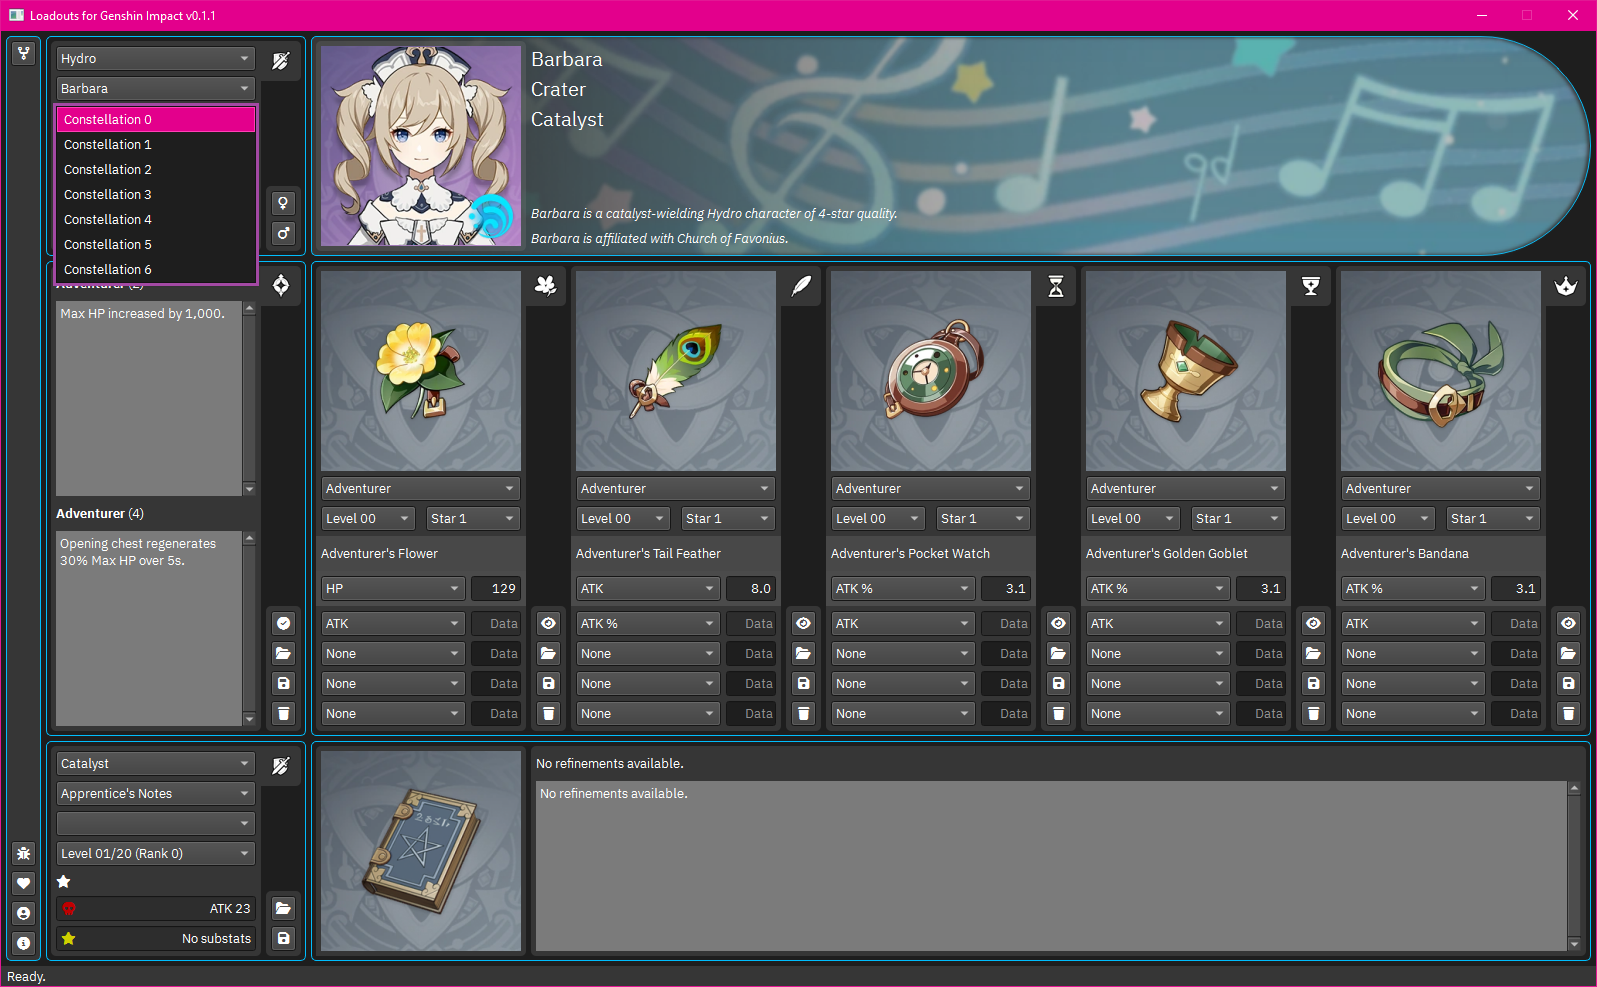 Loadouts for Genshin Impact v0.1.1
Hydro
Barbara
Constellation 0
Constellation 1
Constellation 2
Constellation 3
Constellation 4
Constellation 5
Constellation 6
Barbara
Crater
Catalyst
Barbara is a catalyst-wielding Hydro character of 4-star quality.
Barbara is affiliated with Church of Favonius.
Adventurer (2)
Max HP increased by 1,000.
Adventurer (4)
Opening chest regenerates
30% Max HP over 5s.
Adventurer
Level 00 Star 1
Adventurer's Flower
HP 129
ATK Data
None Data
None Data
None Data
Adventurer
Level 00 Star 1
Adventurer's Tail Feather
ATK 8.0
ATK % Data
None Data
None Data
None Data
Adventurer
Level 00 Star 1
Adventurer's Pocket Watch
ATK % 3.1
ATK Data
None Data
None Data
None Data
Adventurer
Level 00 Star 1
Adventurer's Golden Goblet
ATK % 3.1
ATK Data
None Data
None Data
None Data
Adventurer
Level 00 Star 1
Adventurer's Bandana
ATK % 3.1
ATK Data
None Data
None Data
None Data
Catalyst
Apprentice's Notes
Level 01/20 (Rank 0)
ATK 23
No substats
No refinements available.
No refinements available.
Ready.